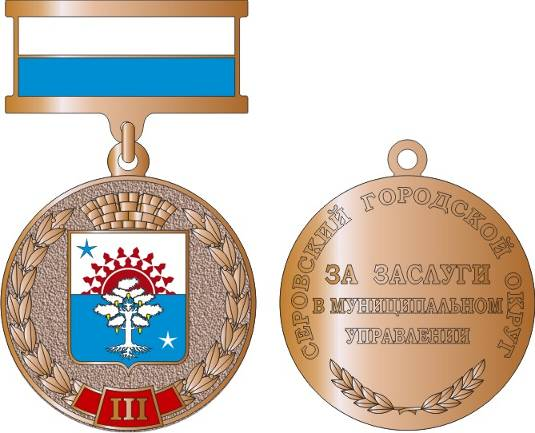 III
СЕРОВСКИЙ ГОРОДСКОЙ ОКРУГ
ЗА ЗАСЛУГИ
В МУНИЦИПАЛЬНОМ
УПРАВЛЕНИИ